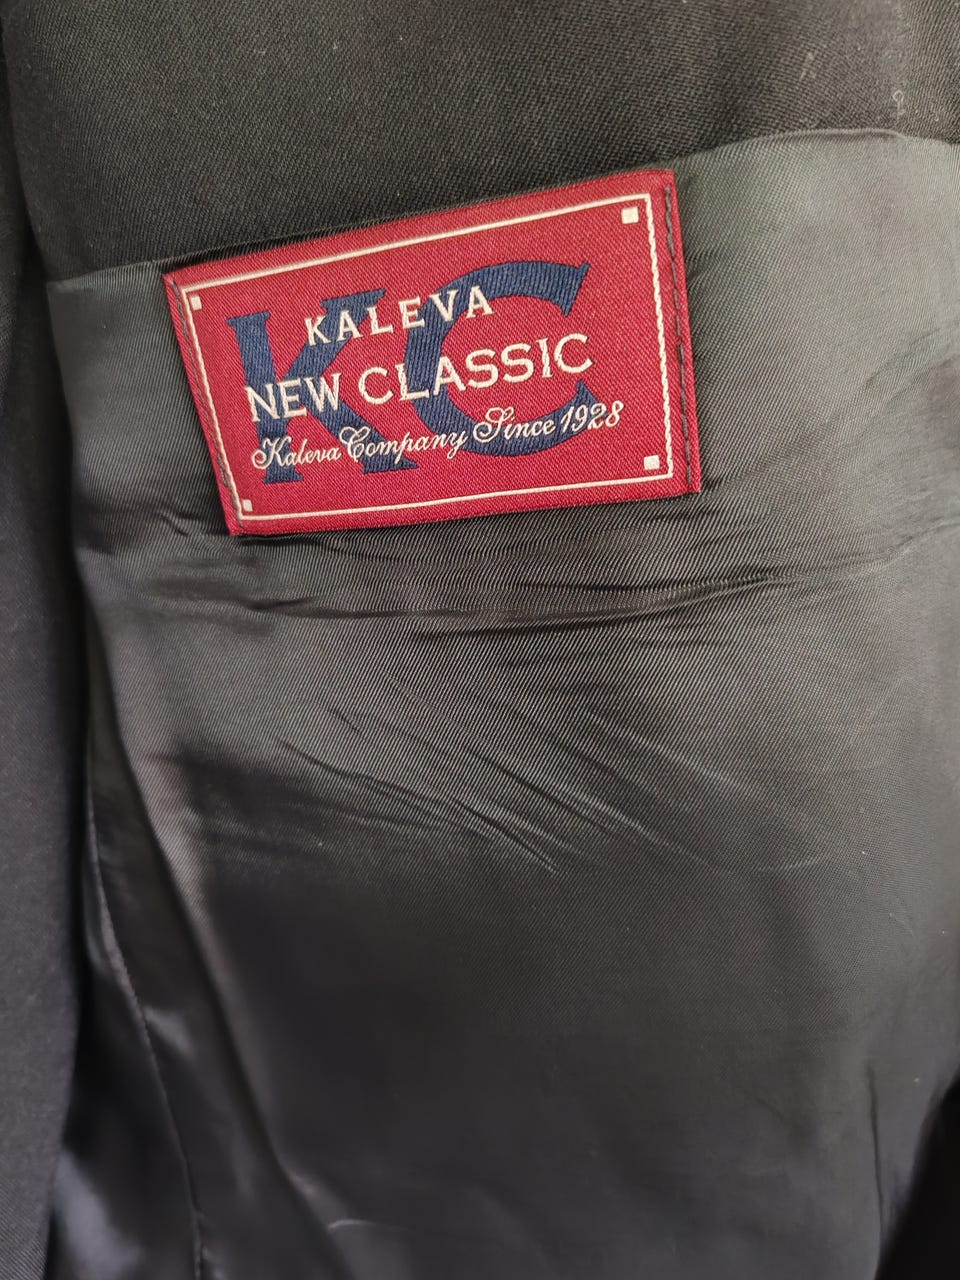 KC
KALEVA
NEW CLASSIC
Kaleva Company Since 1928